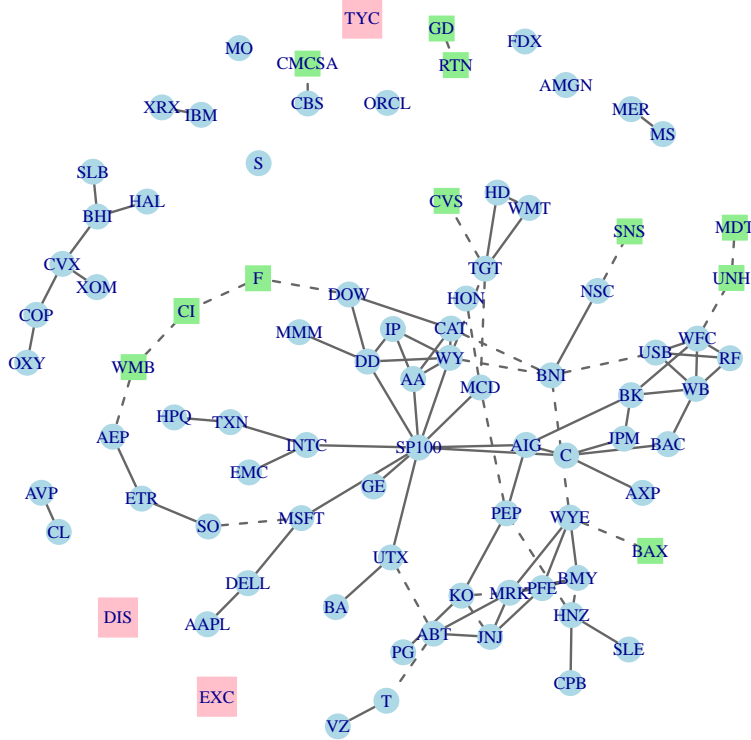 TYC
GD
FDX
MO
CMCSA
RTN
AMGN
XRX
IBM
CBS
ORCL
MER
MS
S
SLB
HAL
BHI
CVS
HD
WMT
SNS
MDT
CVX
XOM
F
TGT
UNH
COP
CI
DOW
HON
NSC
OXY
MMM
IP
CAT
WFC
WMB
DD
WY
USB
RF
AA
MCD
BNI
BK
WB
HPQ
TXN
AEP
INTC
SP100
AIG
C
JPM
BAC
EMC
GE
AXP
AVP
ETR
SO
MSFT
PEP
WYE
CL
UTX
BAX
DELL
BA
KO
MRK
PFE
BMY
AAPL
DIS
ABT
JNJ
HNZ
PG
SLE
EXC
T
CPB
VZ